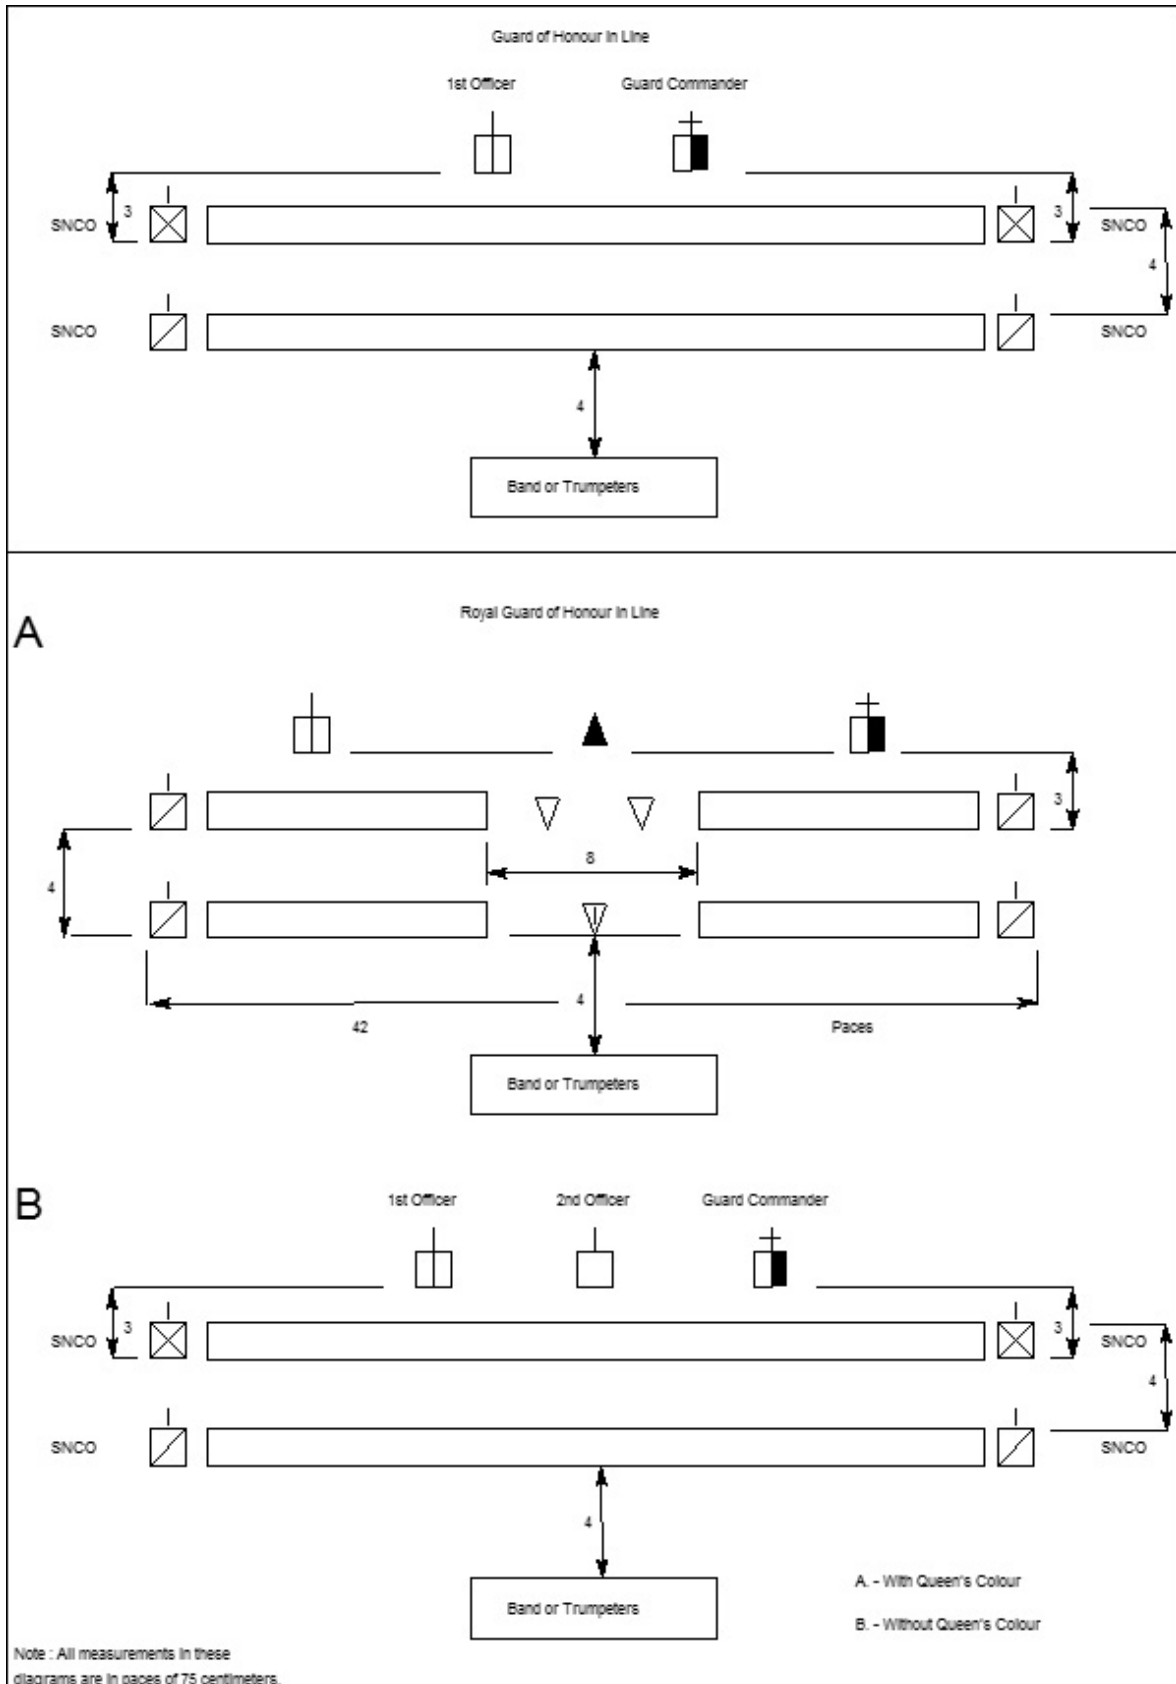 Guard of Honour In Line
1st Officer Guard Commander
SNCO 3 3 SNCO
4
SNCO SNCO
4
Band or Trumpeters
A
Royal Guard of Honour In Line
3
8
4
4
42 Paces
Band or Trumpeters
B
1st Officer 2nd Officer Guard Commander
SNCO 3 3 SNCO
4
SNCO SNCO
4
A. - With Queen's Colour
Band or Trumpeters
B. - Without Queen's Colour
Note : All measurements in these
diagrams are in paces of 75 centimeters.